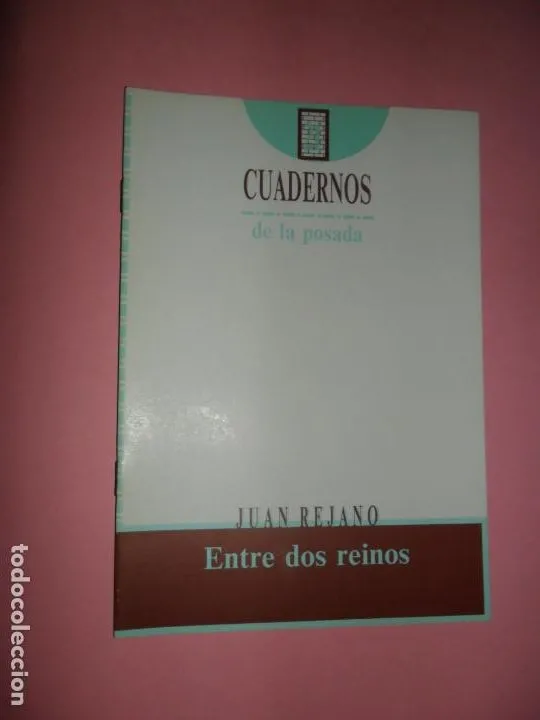 CUADERNOS
de la posada
JUAN REJANO
Entre dos reinos
todocoleccion